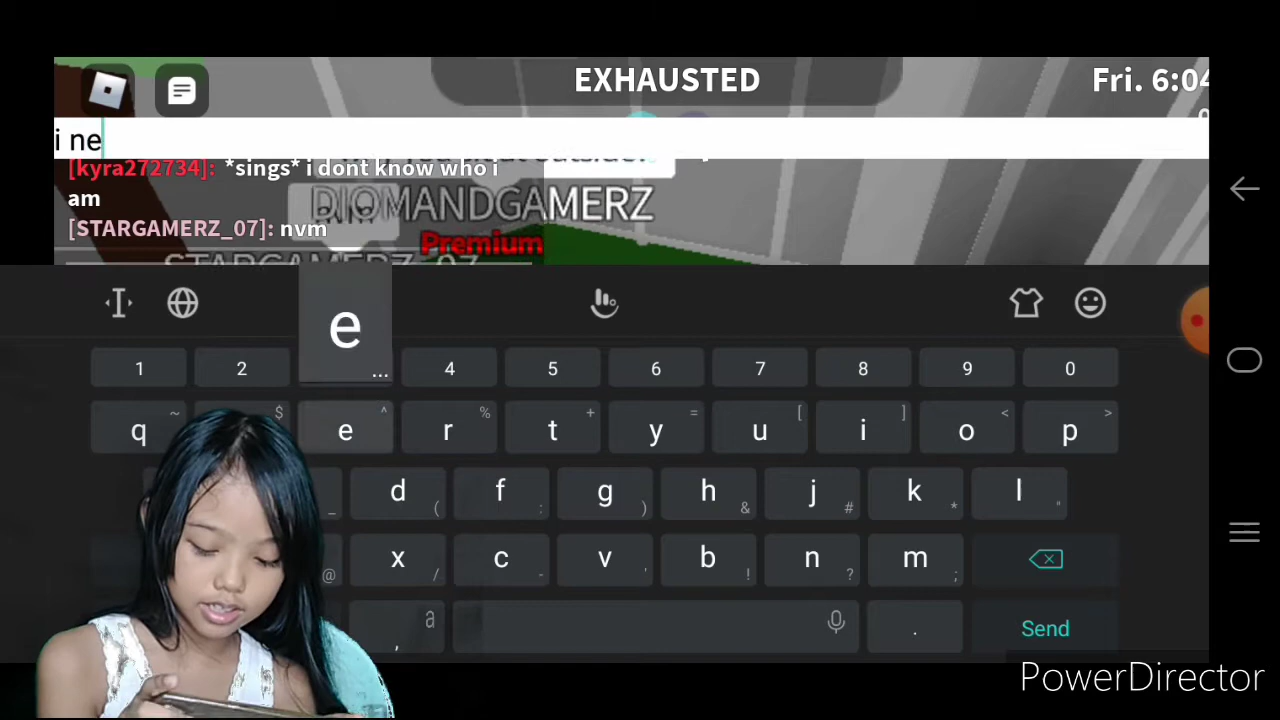 EXHAUSTED
Fri. 6:04
i ne
[kyra272734]: *sings* i dont know who i
am
DIOMANDGAMERZ
[STARGAMERZ_07]: nvm
Premium
STARGAMERZ_07
e
...
1 2 4 5 6 7 8 9 0
~ $ ^ % + = [ ] < >
q e r t y u i o p
d f g h j k l
_ ( : ) & # * "
x c v b n m
@ / - ' ! ? ;
a
, . Send
PowerDirector